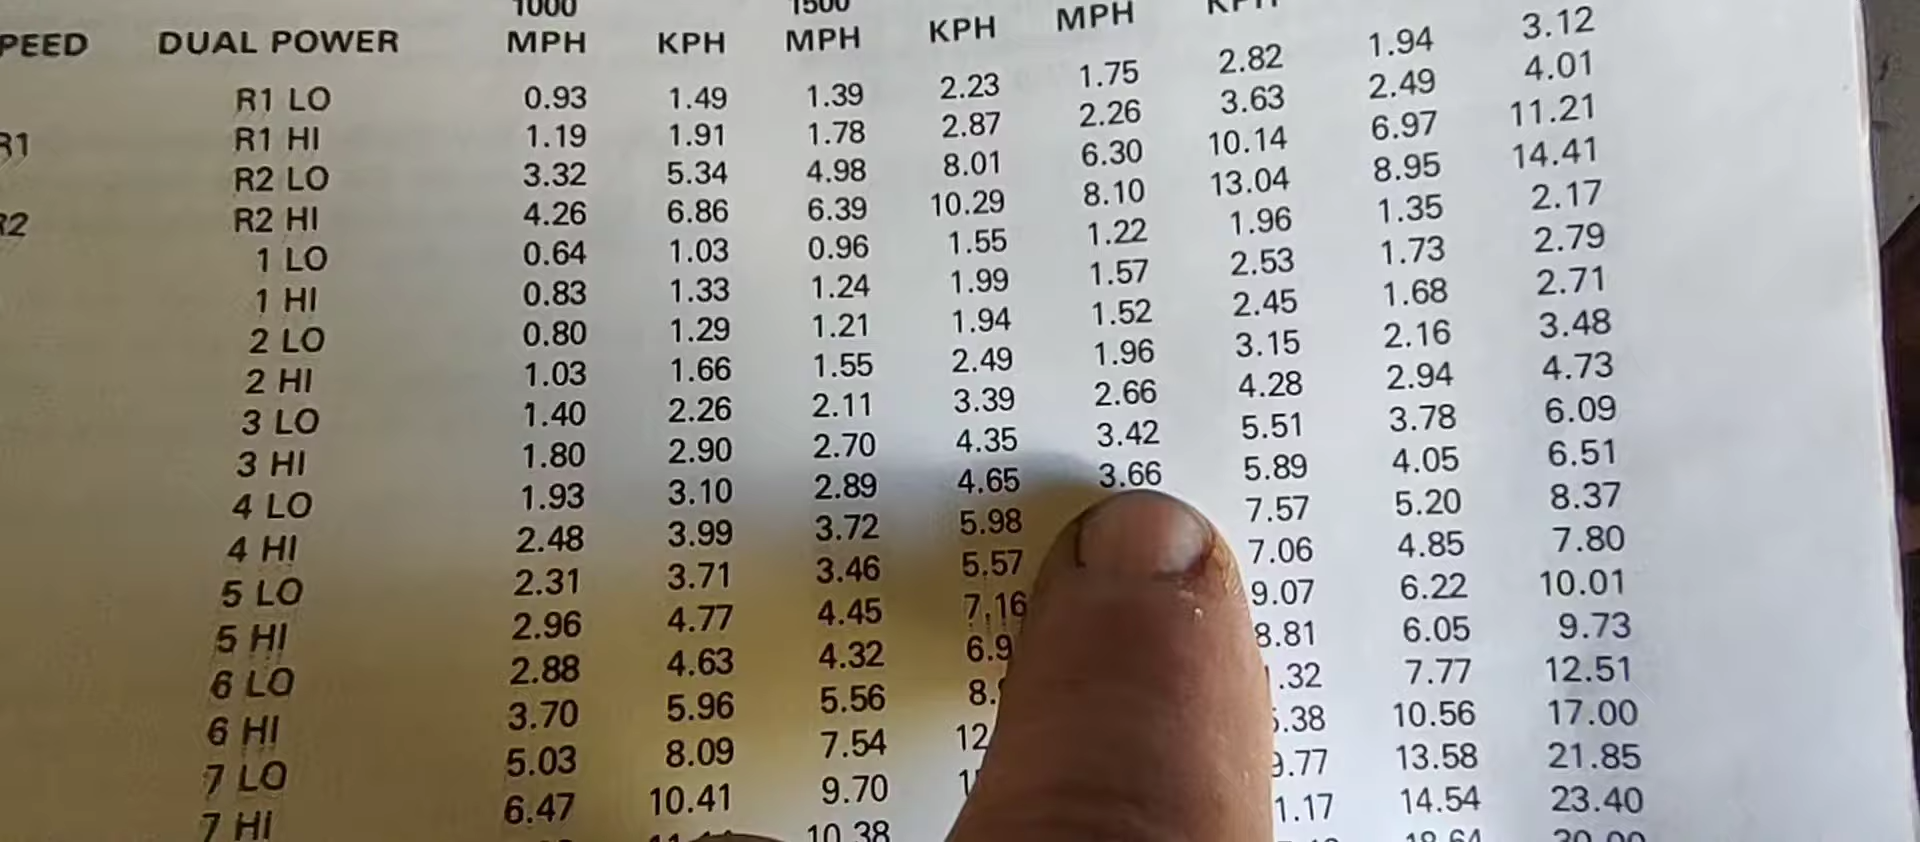 1000 1500
PEED DUAL POWER MPH KPH MPH KPH MPH KPH
R1 LO 0.93 1.49 1.39 2.23 1.75 2.82 1.94 3.12
R1 R1 HI 1.19 1.91 1.78 2.87 2.26 3.63 2.49 4.01
R2 LO 3.32 5.34 4.98 8.01 6.30 10.14 6.97 11.21
R2 R2 HI 4.26 6.86 6.39 10.29 8.10 13.04 8.95 14.41
1 LO 0.64 1.03 0.96 1.55 1.22 1.96 1.35 2.17
1 HI 0.83 1.33 1.24 1.99 1.57 2.53 1.73 2.79
2 LO 0.80 1.29 1.21 1.94 1.52 2.45 1.68 2.71
2 HI 1.03 1.66 1.55 2.49 1.96 3.15 2.16 3.48
3 LO 1.40 2.26 2.11 3.39 2.66 4.28 2.94 4.73
3 HI 1.80 2.90 2.70 4.35 3.42 5.51 3.78 6.09
4 LO 1.93 3.10 2.89 4.65 3.66 5.89 4.05 6.51
4 HI 2.48 3.99 3.72 5.98 7.57 5.20 8.37
5 LO 2.31 3.71 3.46 5.57 7.06 4.85 7.80
5 HI 2.96 4.77 4.45 7.16 9.07 6.22 10.01
6 LO 2.88 4.63 4.32 6.9 8.81 6.05 9.73
6 HI 3.70 5.96 5.56 8. .32 7.77 12.51
7 LO 5.03 8.09 7.54 12 .38 10.56 17.00
7 HI 6.47 10.41 9.70 9.77 13.58 21.85
10.38 1.17 14.54 23.40
18.64